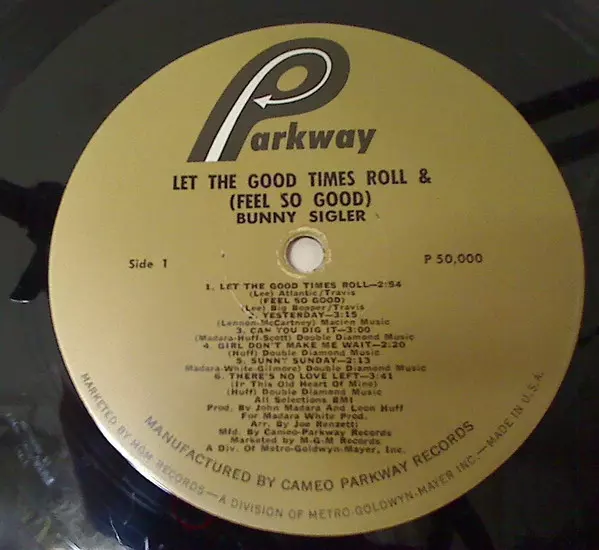 Parkway
LET THE GOOD TIMES ROLL &
(FEEL SO GOOD)
BUNNY SIGLER
Side 1
P 50,000
1. LET THE GOOD TIMES ROLL—2:54
(Lee) Atlantic/Travis
(FEEL SO GOOD)
(Lee) Big Bopper/Travis
2. YESTERDAY—3:15
(Lennon-McCartney) Maclen Music
3. CAN YOU DIG IT—3:00
(Madara-Huff-Scott) Double Diamond Music
4. GIRL DON'T MAKE ME WAIT—2:20
(Huff) Double Diamond Music
5. SUNNY SUNDAY—2:13
Madara-White-Gilmore) Double Diamond Music
6. THERE'S NO LOVE LEFT—3:41
(In This Old Heart Of Mine)
(Huff) Double Diamond Music
All Selections BMI
Prod. By John Madara and Leon Huff
For Madara White Prod.
Arr. By Joe Renzetti
Mfd. By Cameo-Parkway Records
Marketed by M-G-M Records
A Div. Of Metro-Goldwyn-Mayer, Inc.
MANUFACTURED BY CAMEO PARKWAY RECORDS
MARKETED BY MGM RECORDS—A DIVISION OF METRO-GOLDWYN-MAYER INC.—MADE IN U.S.A.